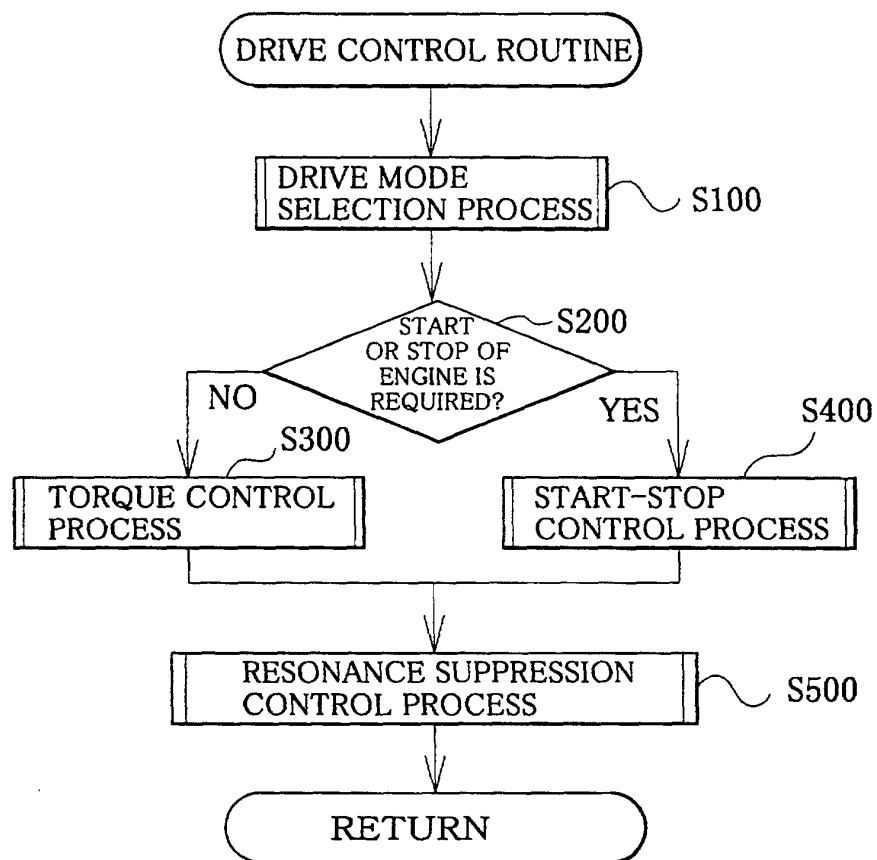 DRIVE CONTROL ROUTINE
DRIVE MODE
SELECTION PROCESS
S100
START
OR STOP OF
ENGINE IS
REQUIRED?
S200
NO
YES
S300
S400
TORQUE CONTROL
PROCESS
START-STOP
CONTROL PROCESS
RESONANCE SUPPRESSION
CONTROL PROCESS
S500
RETURN